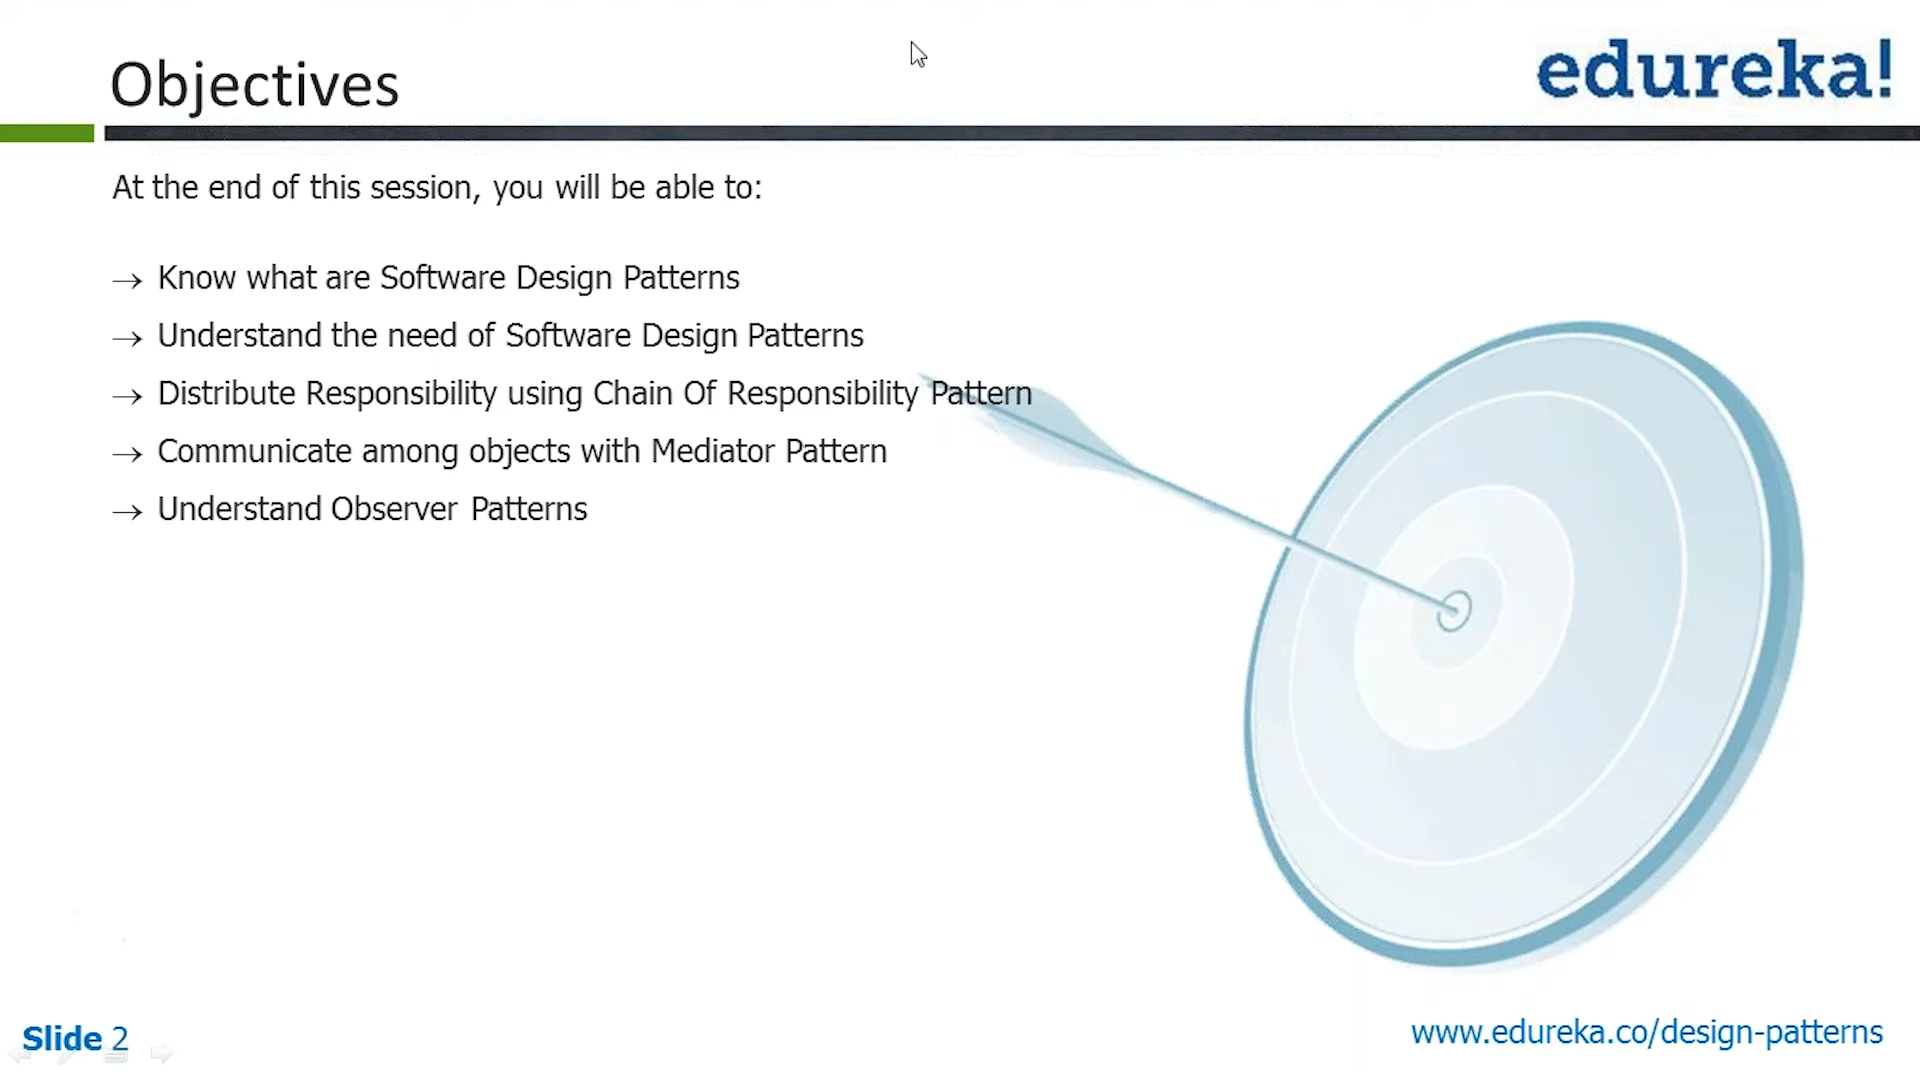 Objectives
edureka!
At the end of this session, you will be able to:
→ Know what are Software Design Patterns
→ Understand the need of Software Design Patterns
→ Distribute Responsibility using Chain Of Responsibility Pattern
→ Communicate among objects with Mediator Pattern
→ Understand Observer Patterns
Slide 2
www.edureka.co/design-patterns